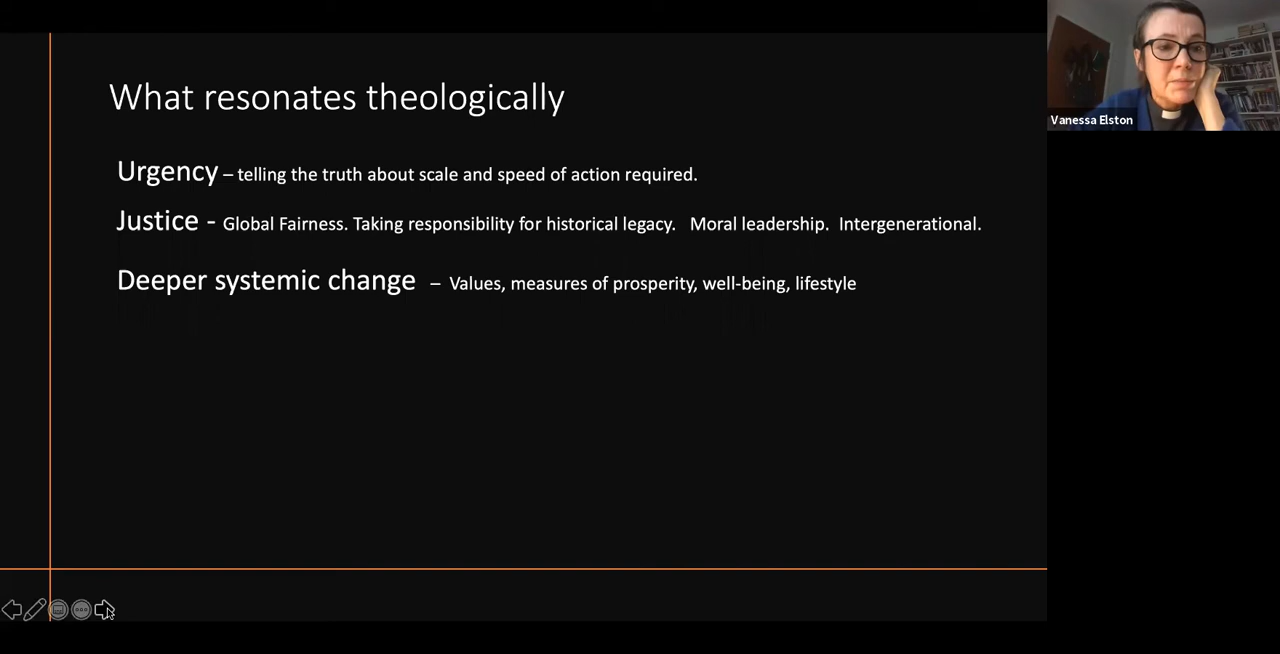 What resonates theologically
Urgency – telling the truth about scale and speed of action required.
Justice - Global Fairness. Taking responsibility for historical legacy. Moral leadership. Intergenerational.
Deeper systemic change – Values, measures of prosperity, well-being, lifestyle
Vanessa Elston